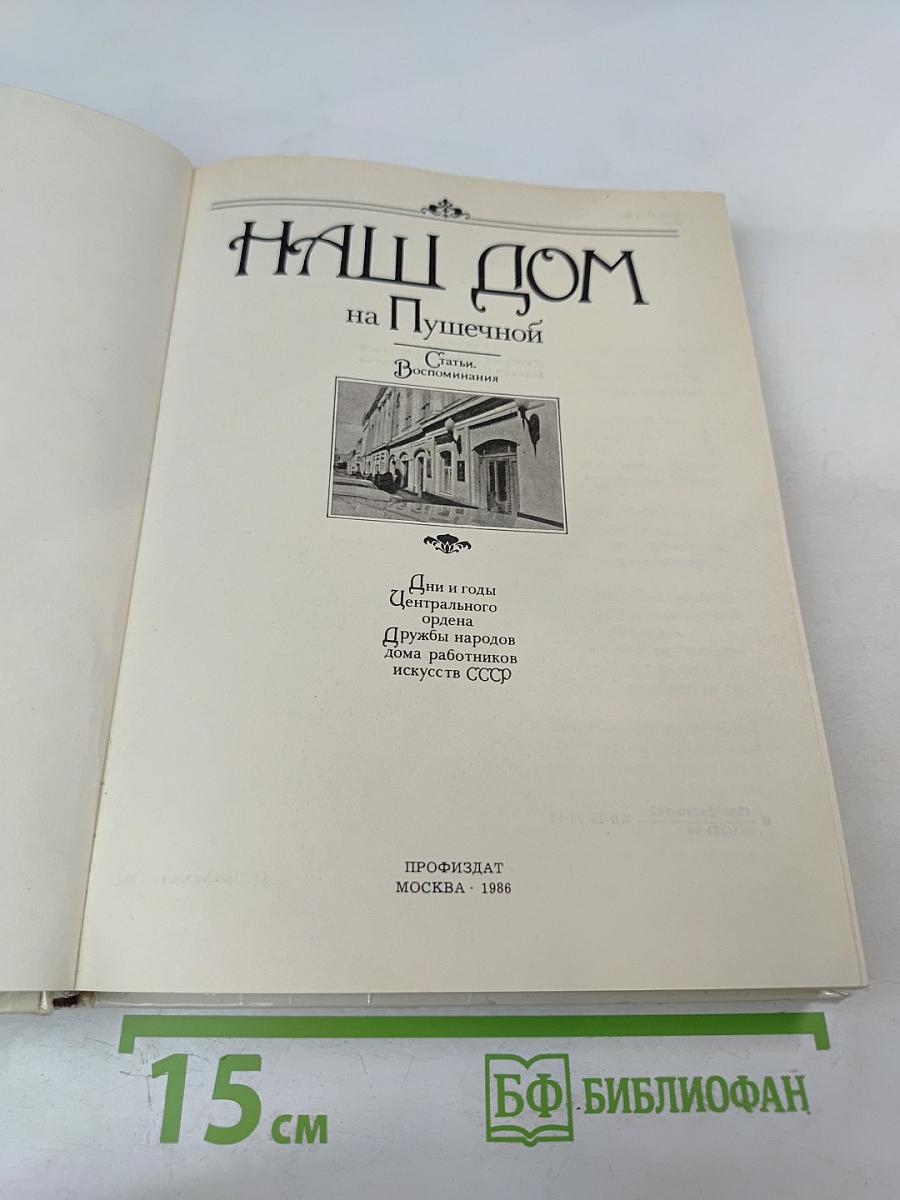 НАШ ДОМ
на Пушечной
Статьи.
Воспоминания
Дни и годы
Центрального
ордена
Дружбы народов
дома работников
искусств СССР
ПРОФИЗДАТ
МОСКВА · 1986
15 см
БФ БИБЛИОФАН